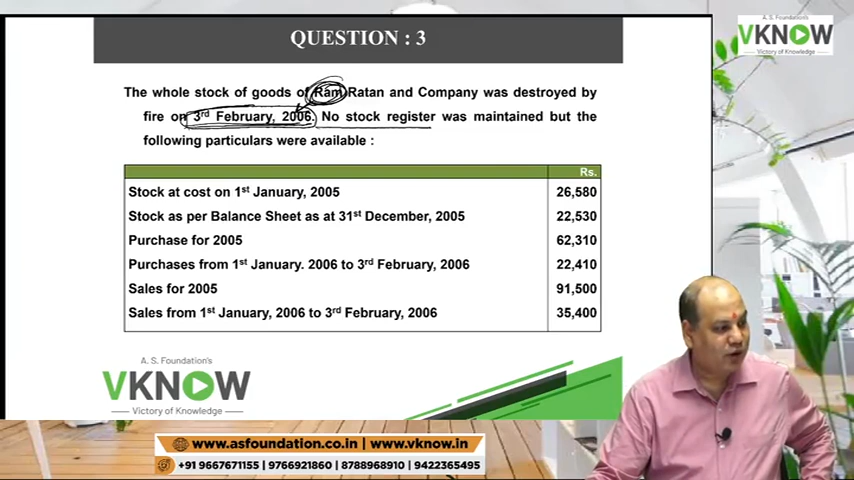 QUESTION : 3
A. S. Foundation's
VKNOW
Victory of Knowledge
The whole stock of goods of Ram Ratan and Company was destroyed by
fire on 3rd February, 2006. No stock register was maintained but the
following particulars were available :
Rs.
Stock at cost on 1st January, 2005 26,580
Stock as per Balance Sheet as at 31st December, 2005 22,530
Purchase for 2005 62,310
Purchases from 1st January. 2006 to 3rd February, 2006 22,410
Sales for 2005 91,500
Sales from 1st January, 2006 to 3rd February, 2006 35,400
A. S. Foundation's
VKNOW
Victory of Knowledge
www.asfoundation.co.in | www.vknow.in
+91 9667671155 | 9766921860 | 8788968910 | 9422365495